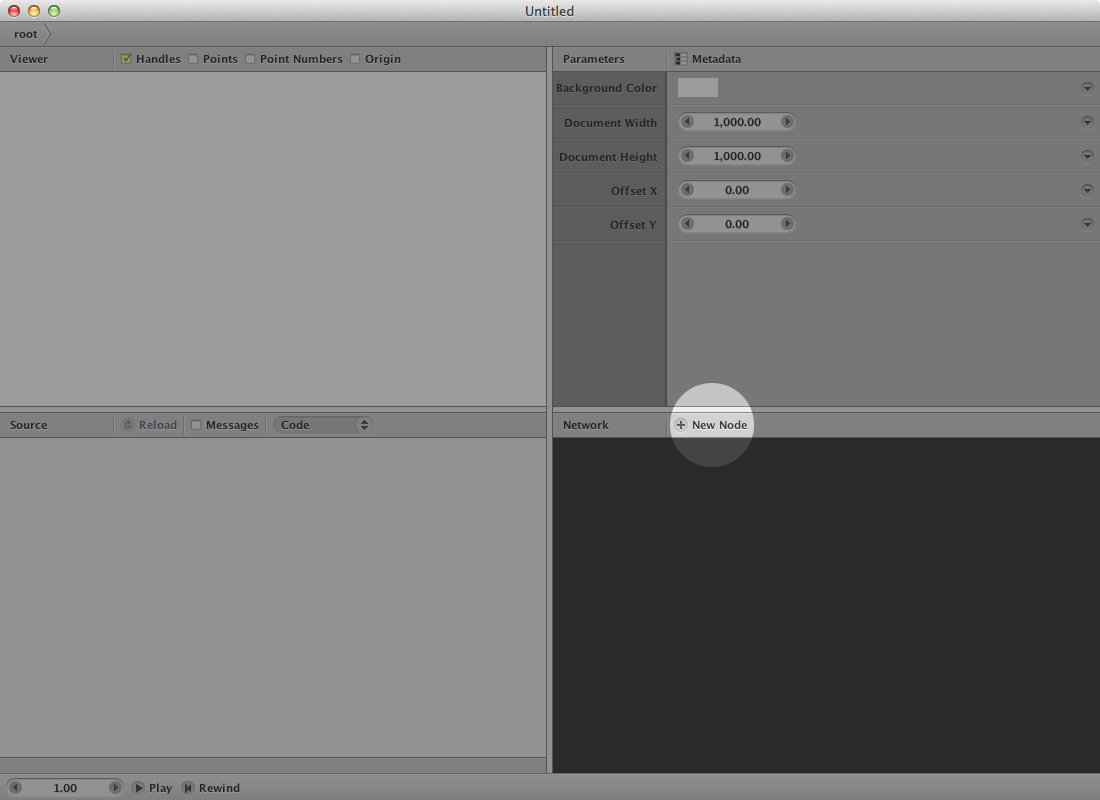 Untitled
root
Viewer Handles Points Point Numbers Origin
Parameters Metadata
Background Color
Document Width 1,000.00
Document Height 1,000.00
Offset X 0.00
Offset Y 0.00
Source Reload Messages Code
Network New Node
1.00 Play Rewind